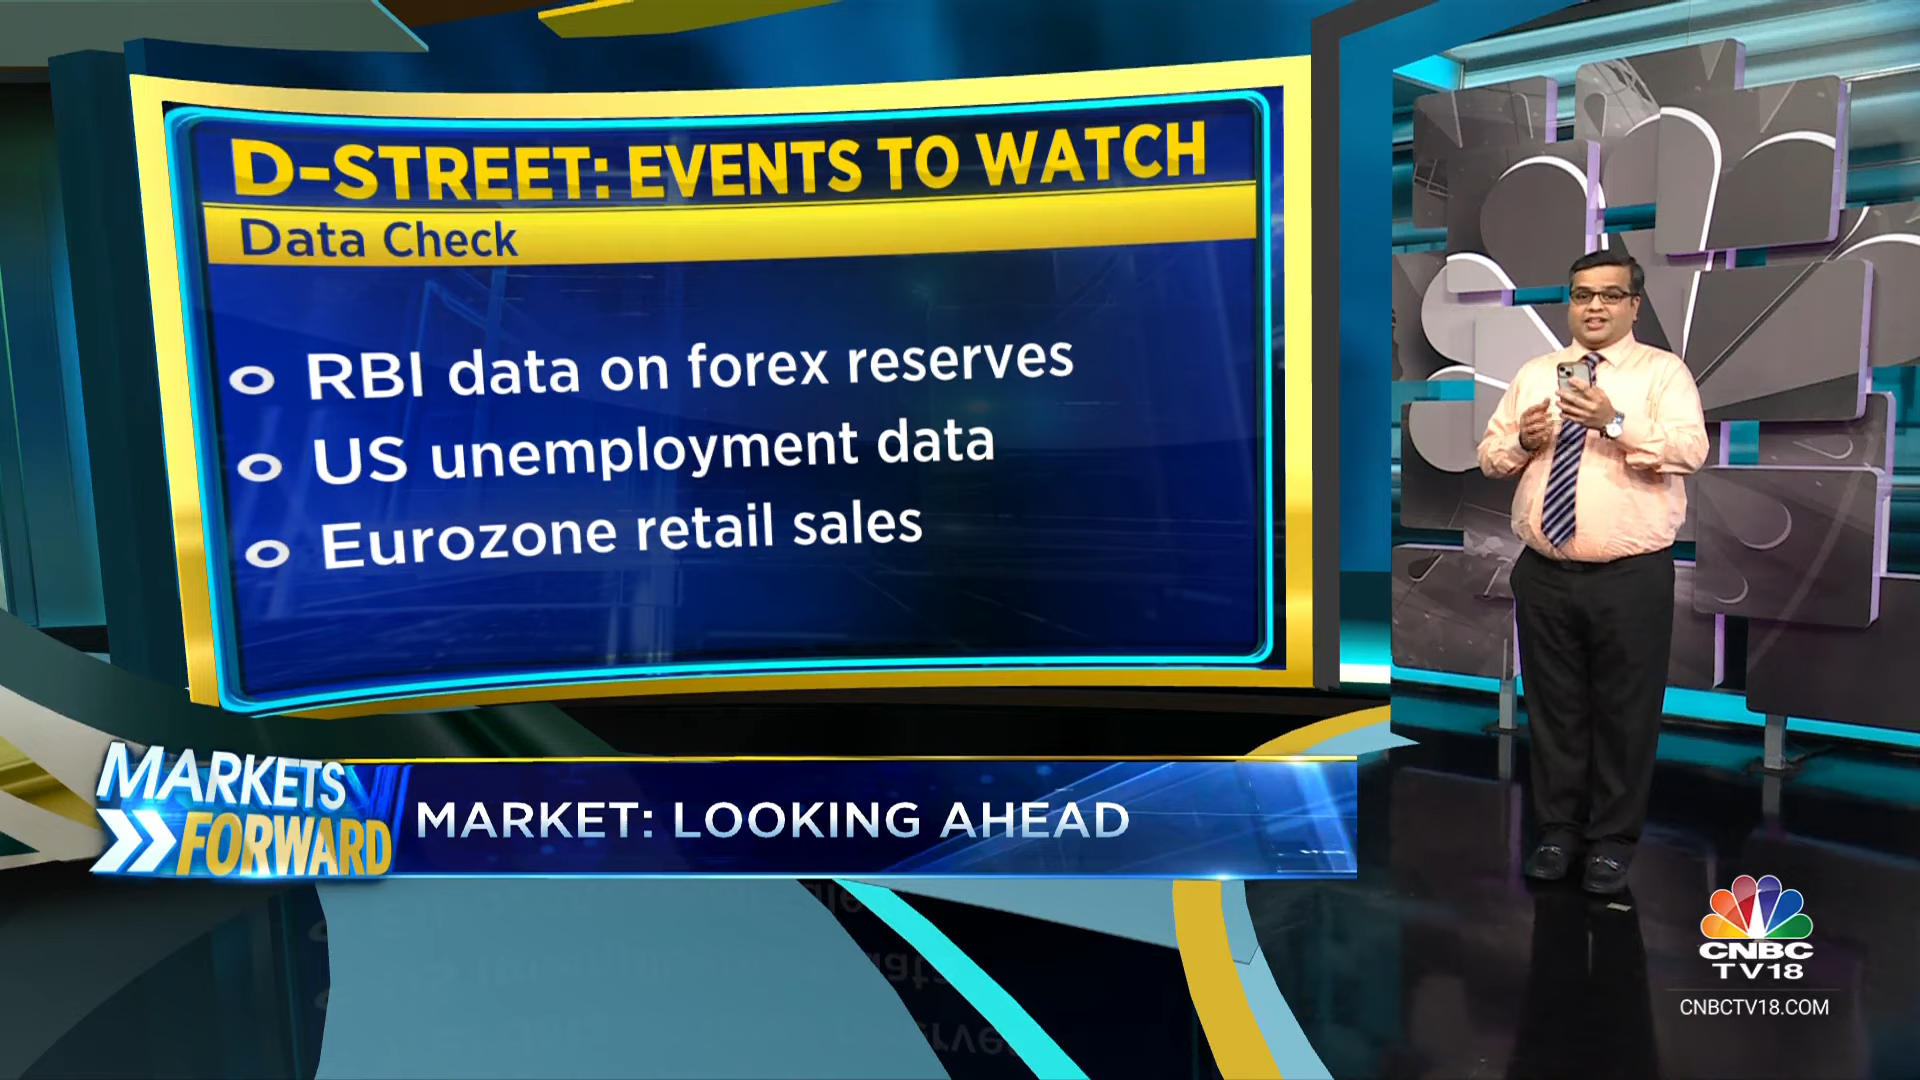 D-STREET: EVENTS TO WATCH
Data Check
RBI data on forex reserves
US unemployment data
Eurozone retail sales
MARKETS
FORWARD
MARKET: LOOKING AHEAD
CNBC
TV18
CNBCTV18.COM